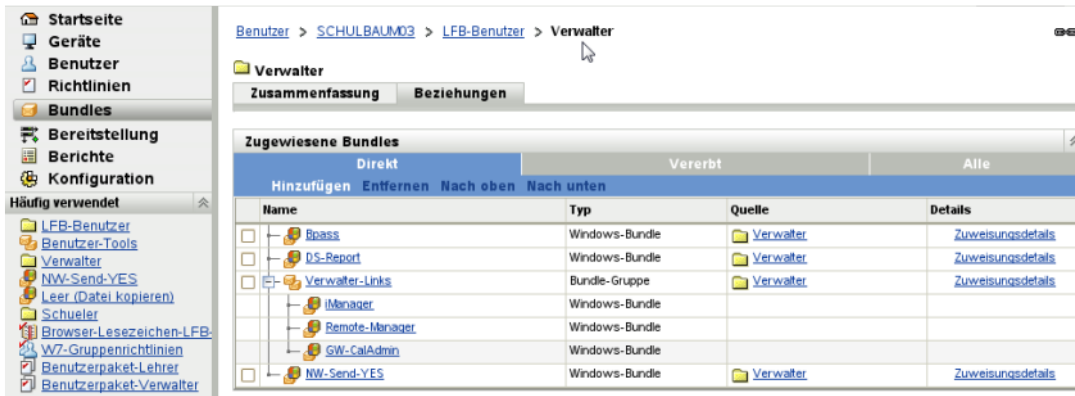 Startseite
Geräte
Benutzer
Richtlinien
Bundles
Bereitstellung
Berichte
Konfiguration
Häufig verwendet
LFB-Benutzer
Benutzer-Tools
Verwalter
NW-Send-YES
Leer (Datei kopieren)
Schueler
Browser-Lesezeichen-LFB-
W7-Gruppenrichtlinien
Benutzerpaket-Lehrer
Benutzerpaket-Verwalter
Benutzer > SCHULBAUM03 > LFB-Benutzer > Verwalter
Verwalter
Zusammenfassung Beziehungen
Zugewiesene Bundles
Direkt Vererbt Alle
Hinzufügen Entfernen Nach oben Nach unten
Name Typ Quelle Details
Bpass Windows-Bundle Verwalter Zuweisungsdetails
DS-Report Windows-Bundle Verwalter Zuweisungsdetails
Verwalter-Links Bundle-Gruppe Verwalter Zuweisungsdetails
iManager Windows-Bundle
Remote-Manager Windows-Bundle
GW-CalAdmin Windows-Bundle
NW-Send-YES Windows-Bundle Verwalter Zuweisungsdetails